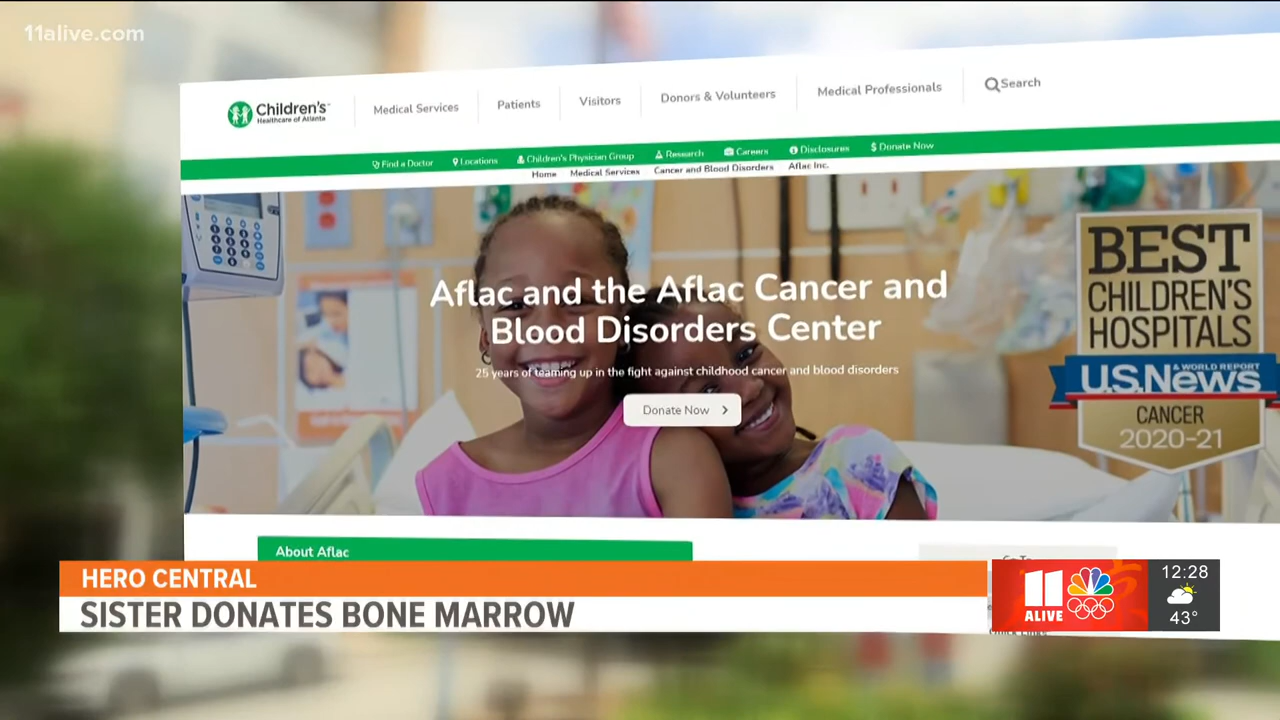 11alive.com
Children's
Healthcare of Atlanta
Medical Services
Patients
Visitors
Donors & Volunteers
Medical Professionals
Search
Find a Doctor
Locations
Children's Physician Group
Research
Careers
Disclosures
$ Donate Now
Home
Medical Services
Cancer and Blood Disorders
Aflac Inc.
Aflac and the Aflac Cancer and
Blood Disorders Center
25 years of teaming up in the fight against childhood cancer and blood disorders
Donate Now
BEST
CHILDREN'S
HOSPITALS
U.S.News
& WORLD REPORT
CANCER
2020-21
About Aflac
HERO CENTRAL
SISTER DONATES BONE MARROW
11
ALIVE
12:28
43°